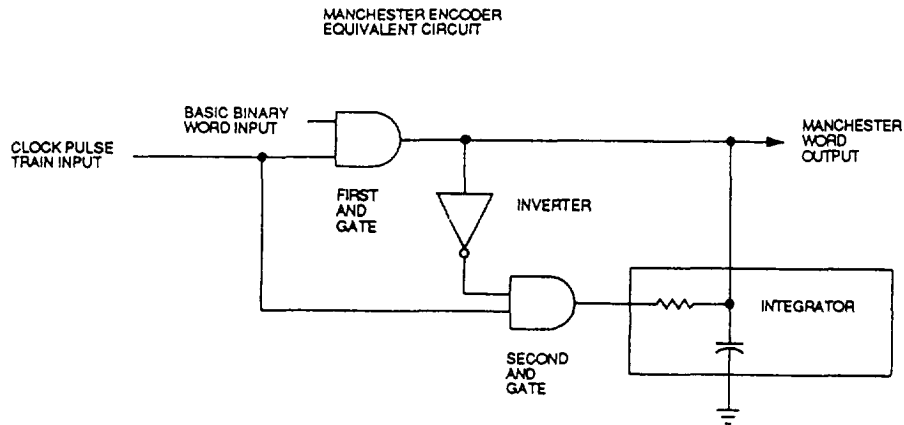 MANCHESTER ENCODER
EQUIVALENT CIRCUIT
BASIC BINARY
WORD INPUT
CLOCK PULSE
TRAIN INPUT
MANCHESTER
WORD
OUTPUT
FIRST
AND
GATE
INVERTER
INTEGRATOR
SECOND
AND
GATE